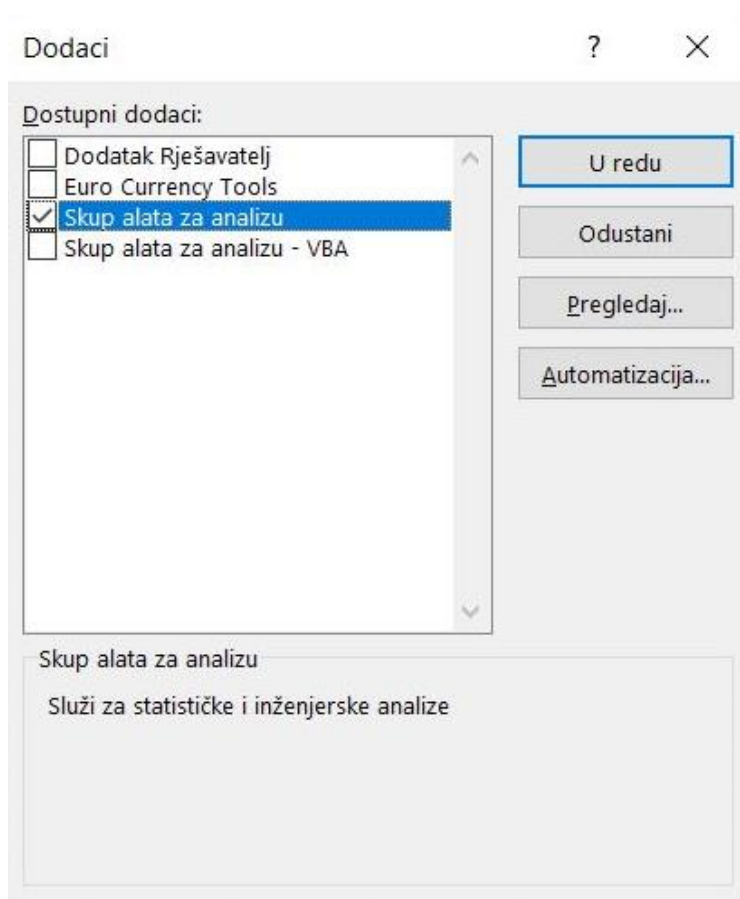 Dodaci
? ×
Dostupni dodaci:
Dodatak Rješavatelj
Euro Currency Tools
Skup alata za analizu
Skup alata za analizu - VBA
U redu
Odustani
Pregledaj...
Automatizacija...
Skup alata za analizu
Služi za statističke i inženjerske analize